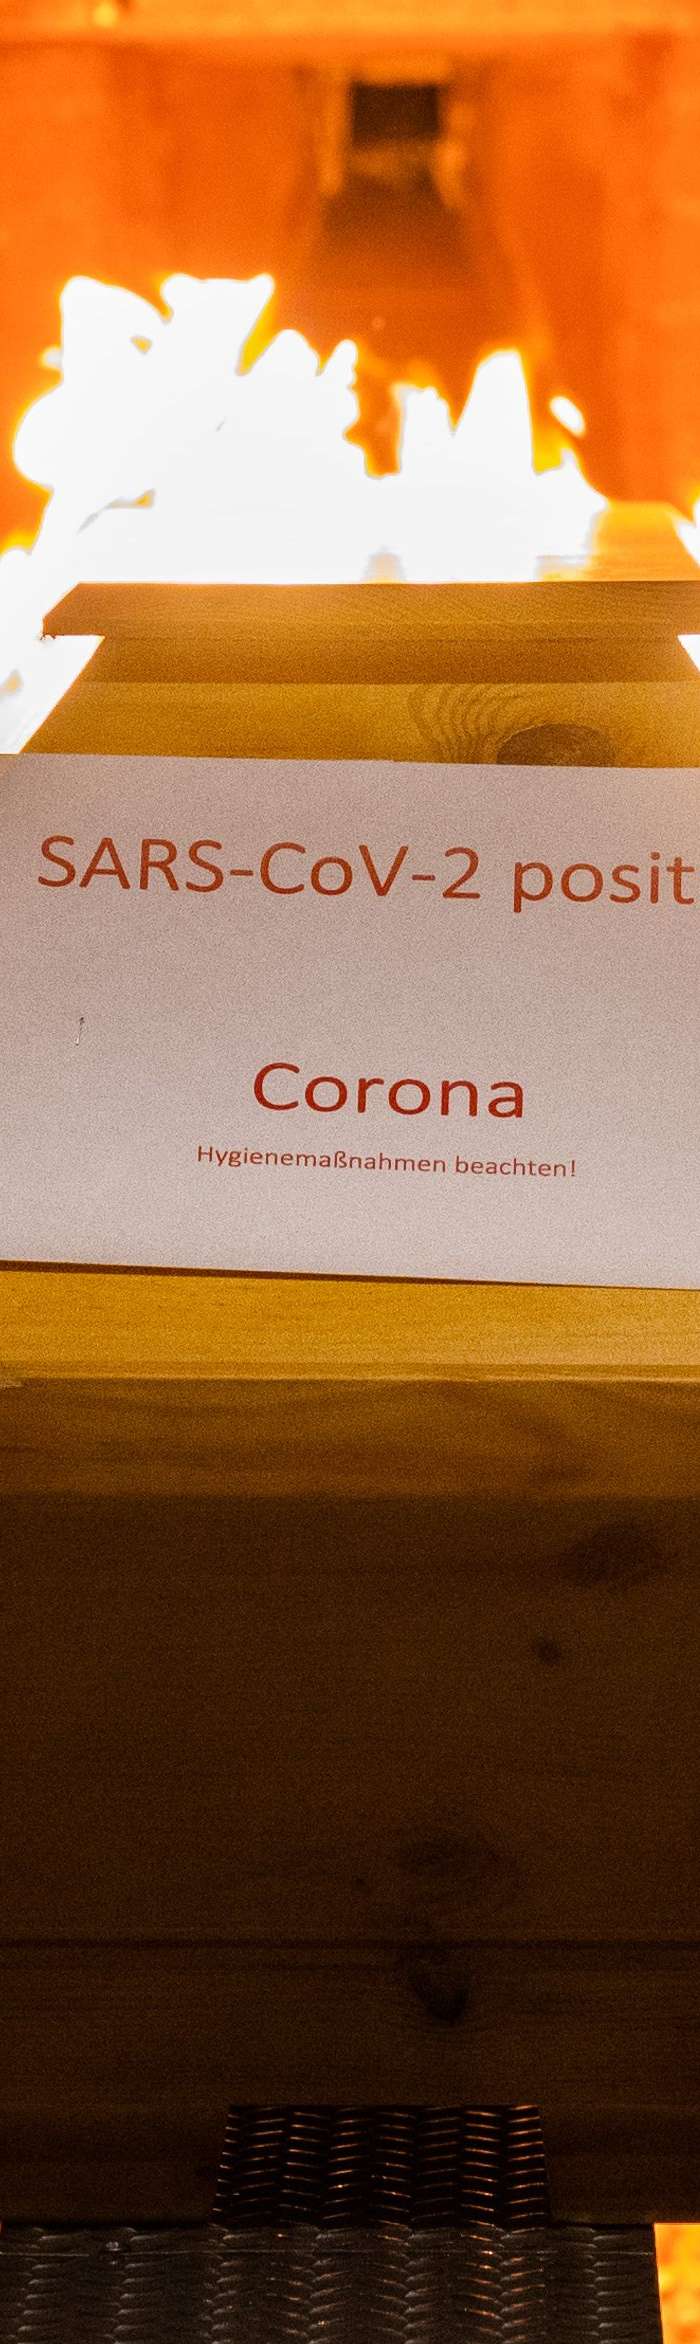 SARS-CoV-2 posit
Corona
Hygienemaßnahmen beachten!